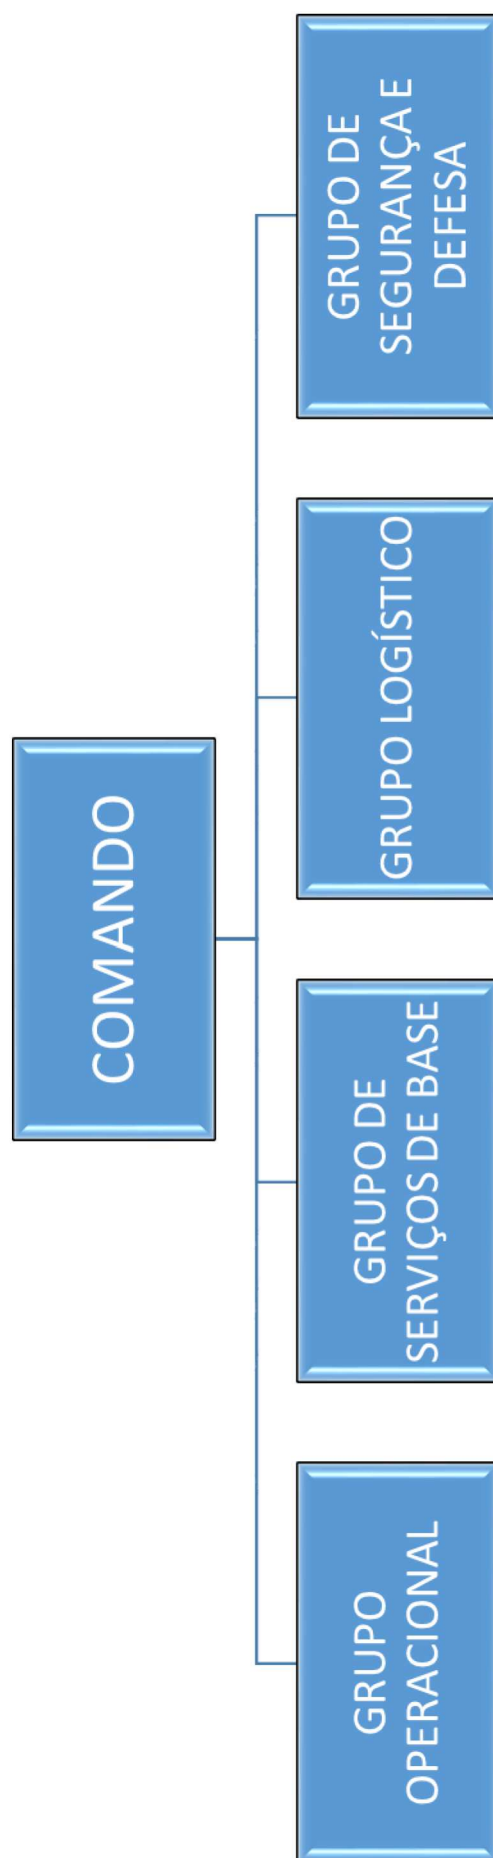 COMANDO
GRUPO
OPERACIONAL
GRUPO DE
SERVIÇOS DE BASE
GRUPO LOGÍSTICO
GRUPO DE
SEGURANÇA E
DEFESA